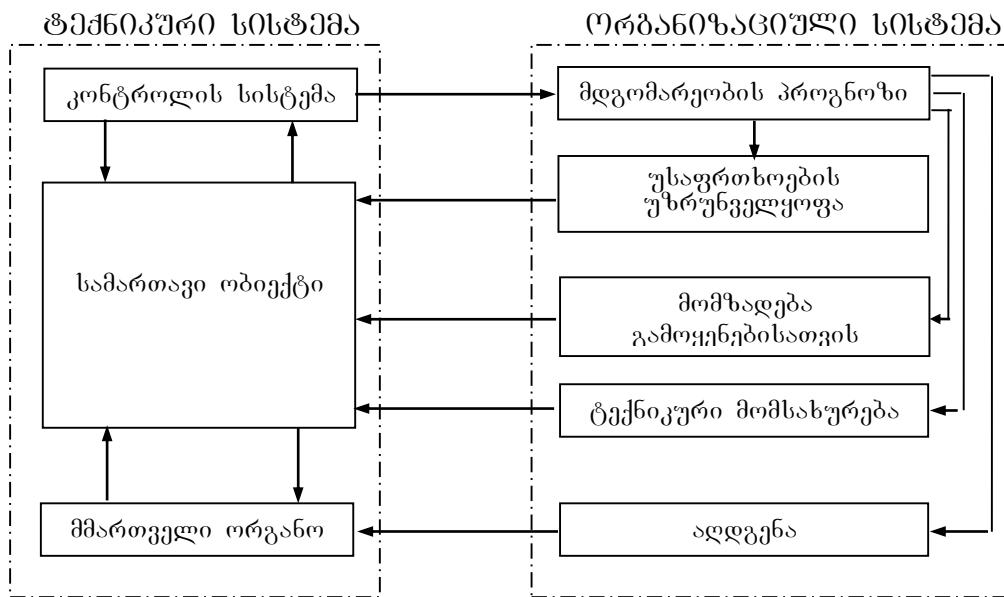 ტექნიკური სისტემა
ორგანიზაციული სისტემა
კონტროლის სისტემა
მდგომარეობის პროგნოზი
უსაფრთხოების
უზრუნველყოფა
სამართავი ობიექტი
მომზადება
გამოყენებისათვის
ტექნიკური მომსახურება
მმართველი ორგანო
აღდგენა